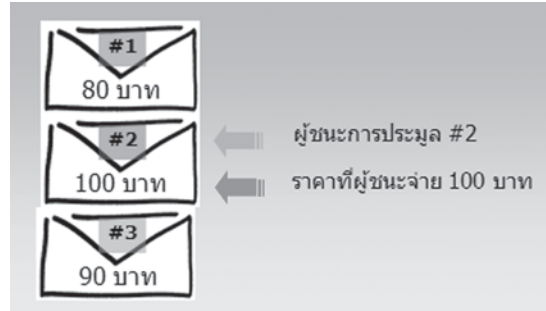 #1
80 บาท
#2
ผู้ชนะการประมูล #2
100 บาท
ราคาที่ผู้ชนะจ่าย 100 บาท
#3
90 บาท